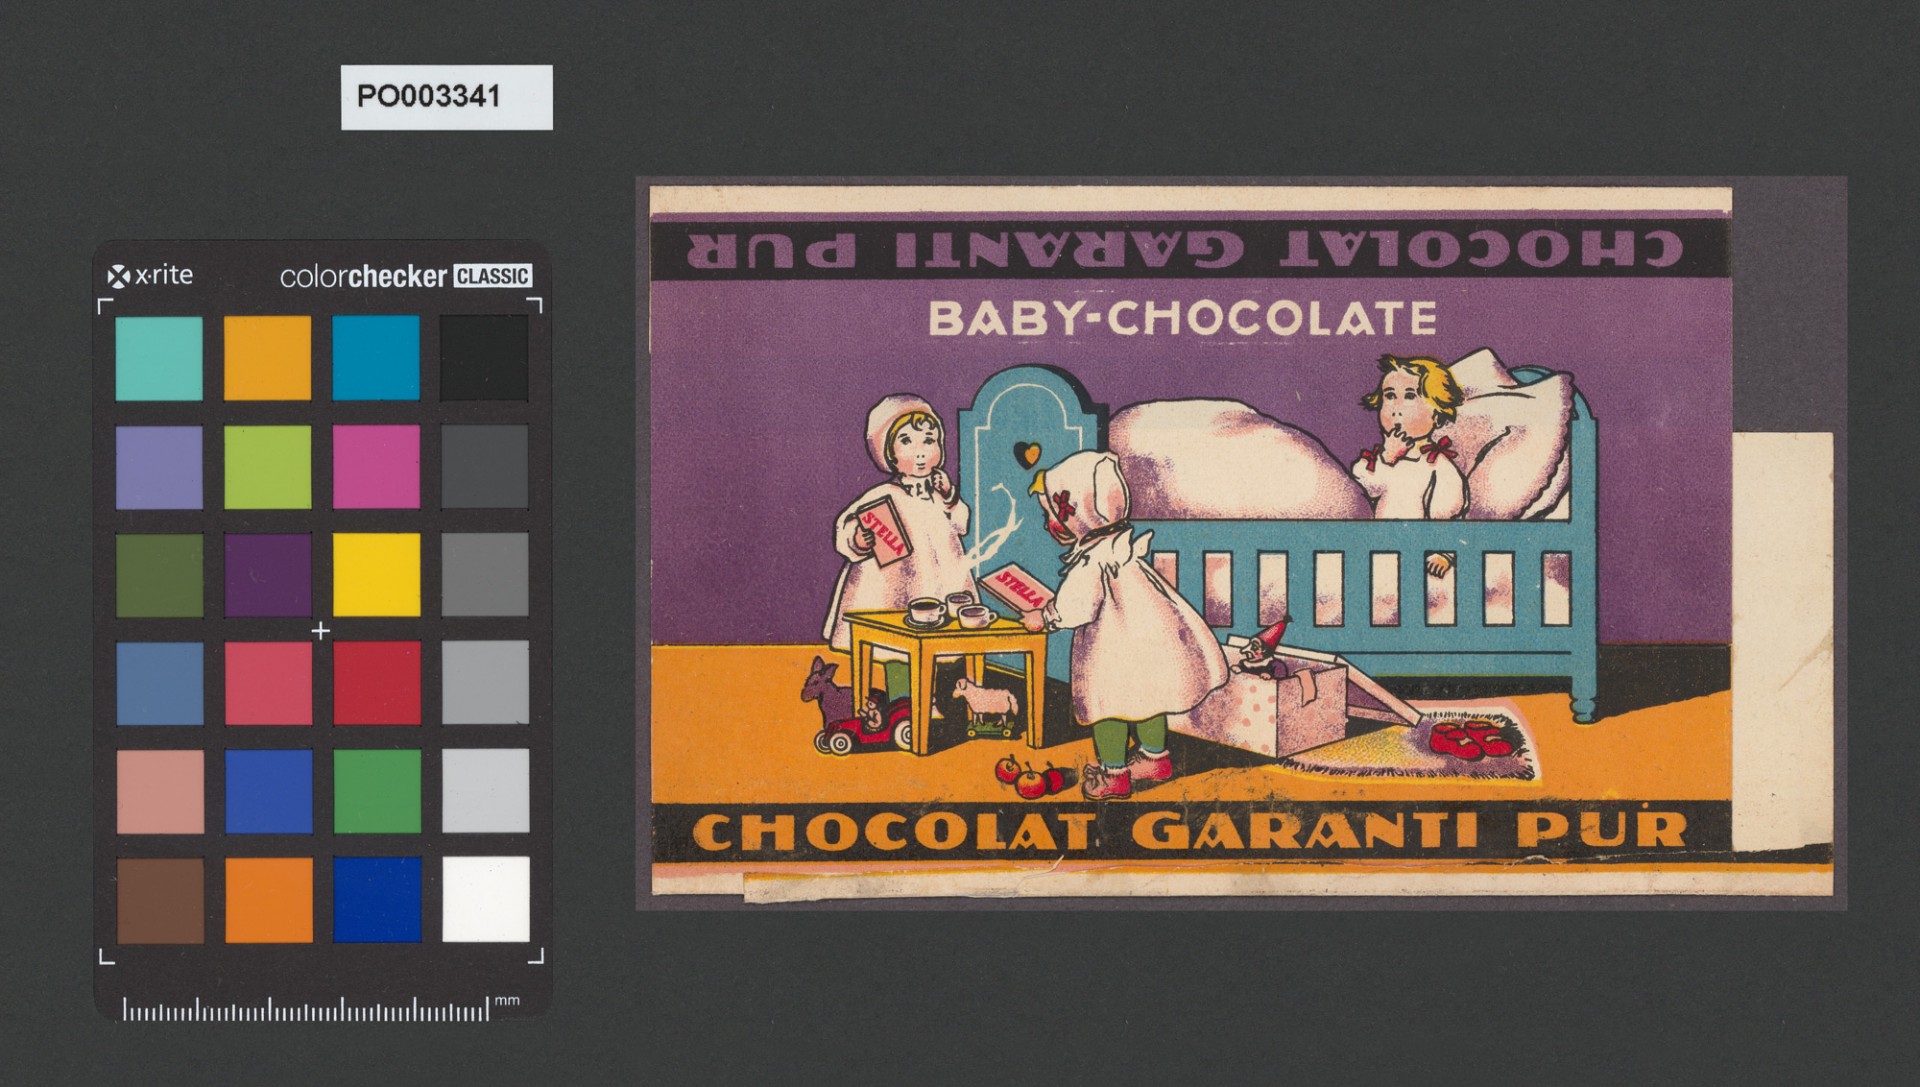 PO003341
x·rite
colorchecker CLASSIC
mm
CHOCOLAT GARANTI PUR
BABY-CHOCOLATE
STELLA
STELLA
CHOCOLAT GARANTI PUR